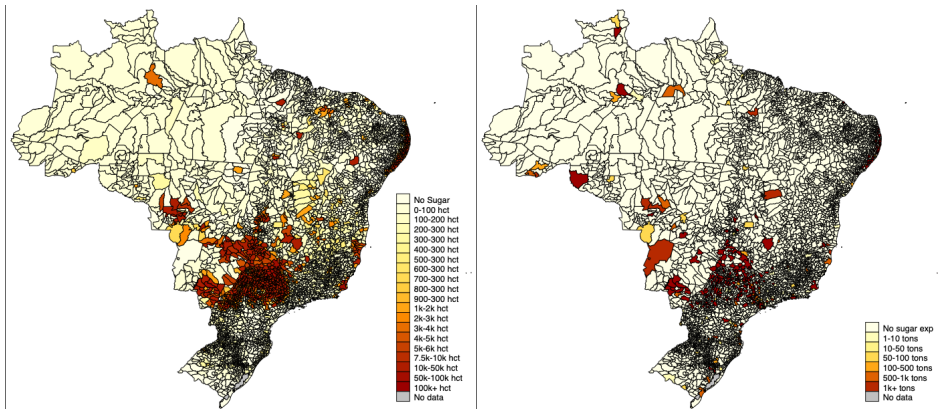 No Sugar
0-100 hct
100-200 hct
200-300 hct
300-300 hct
400-300 hct
500-300 hct
600-300 hct
700-300 hct
800-300 hct
900-300 hct
1k-2k hct
2k-3k hct
3k-4k hct
4k-5k hct
5k-6k hct
7.5k-10k hct
10k-50k hct
50k-100k hct
100k+ hct
No data
No sugar exp
1-10 tons
10-50 tons
50-100 tons
100-500 tons
500-1k tons
1k+ tons
No data